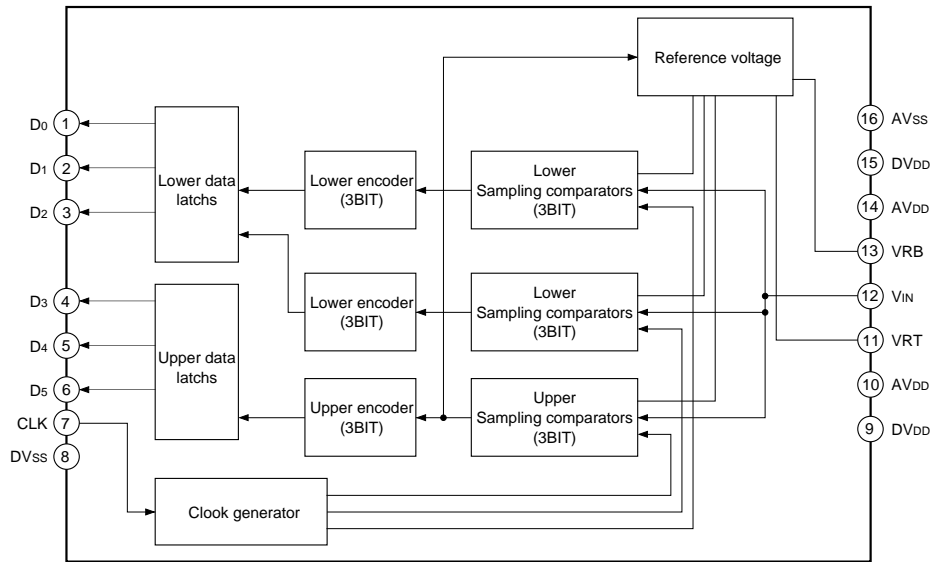 Reference voltage
D0 1
D1 2
D2 3
Lower data
latchs
Lower encoder
(3BIT)
Lower
Sampling comparators
(3BIT)
16 AVSS
15 DVDD
14 AVDD
13 VRB
D3 4
D4 5
D5 6
CLK 7
DVSS 8
Upper data
latchs
Lower encoder
(3BIT)
Lower
Sampling comparators
(3BIT)
12 VIN
11 VRT
10 AVDD
9 DVDD
Upper encoder
(3BIT)
Upper
Sampling comparators
(3BIT)
Clook generator